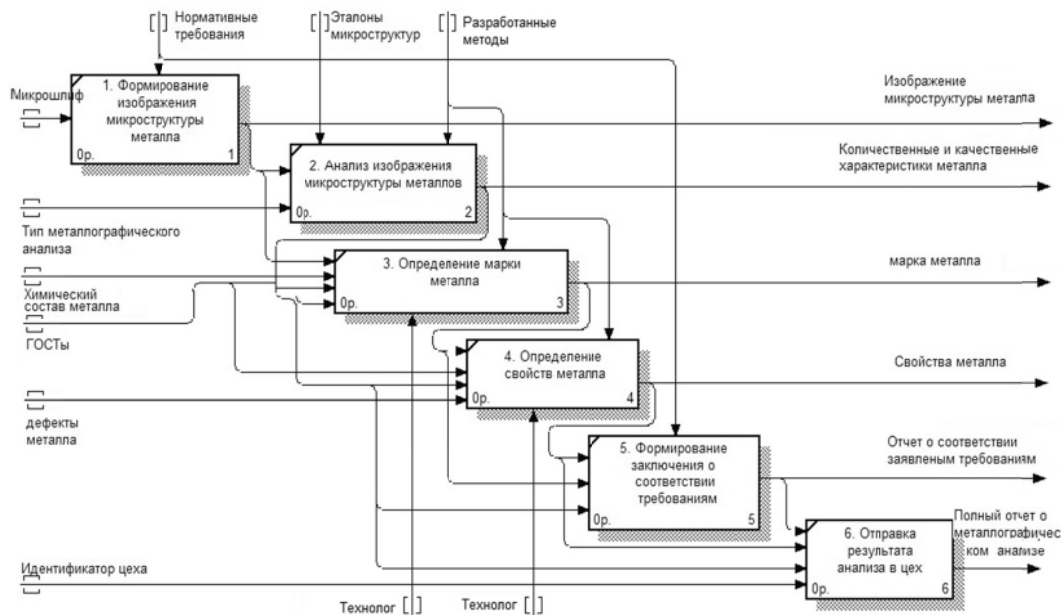 Нормативные
требования
Эталоны
микроструктур
Разработанные
методы
Микрошлиф
1. Формирование
изображения
микроструктуры
металла
0р.
1
Изображение
микроструктуры металла
2. Анализ изображения
микроструктуры металлов
0р.
2
Количественные и качественные
характеристики металла
Тип металлографического
анализа
3. Определение марки
металла
0р.
3
марка металла
Химический
состав металла
ГОСТы
4. Определение
свойств металла
0р.
4
Свойства металла
дефекты
металла
5. Формирование
заключения о
соответствии
требованиям
0р.
5
Отчет о соответствии
заявленым требованиям
6. Отправка
результата
анализа в цех
0р.
6
Полный отчет о
металлографичес
ком анализе
Идентификатор цеха
Технолог
Технолог